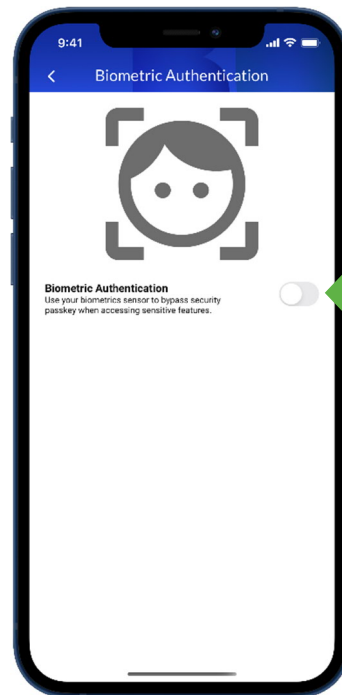 9:41
Biometric Authentication
Biometric Authentication
Use your biometrics sensor to bypass security
passkey when accessing sensitive features.